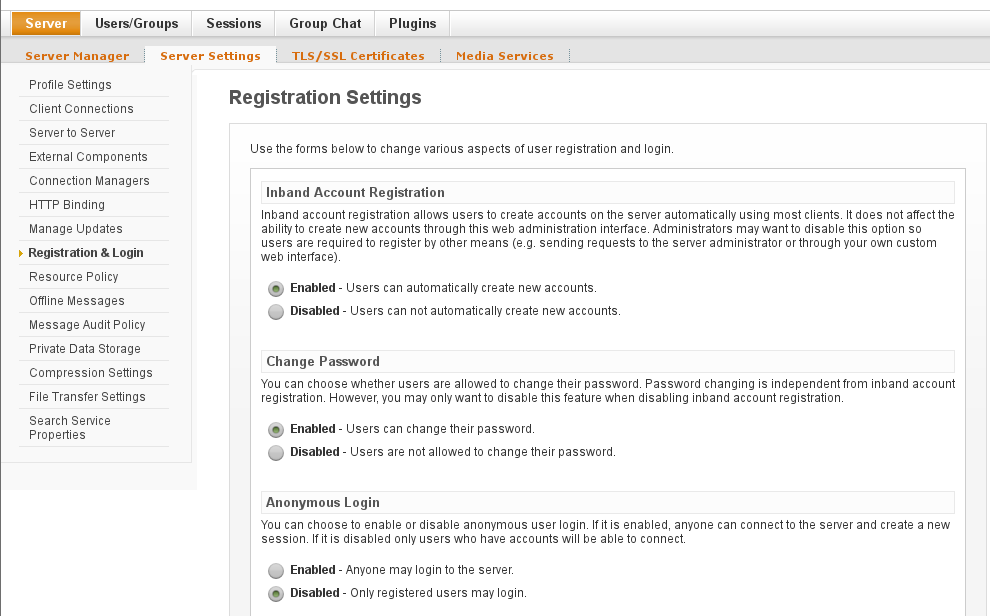 Server Users/Groups Sessions Group Chat Plugins
Server Manager Server Settings TLS/SSL Certificates Media Services
Profile Settings
Client Connections
Server to Server
External Components
Connection Managers
HTTP Binding
Manage Updates
Registration & Login
Resource Policy
Offline Messages
Message Audit Policy
Private Data Storage
Compression Settings
File Transfer Settings
Search Service
Properties
Registration Settings
Use the forms below to change various aspects of user registration and login.
Inband Account Registration
Inband account registration allows users to create accounts on the server automatically using most clients. It does not affect the
ability to create new accounts through this web administration interface. Administrators may want to disable this option so
users are required to register by other means (e.g. sending requests to the server administrator or through your own custom
web interface).
Enabled - Users can automatically create new accounts.
Disabled - Users can not automatically create new accounts.
Change Password
You can choose whether users are allowed to change their password. Password changing is independent from inband account
registration. However, you may only want to disable this feature when disabling inband account registration.
Enabled - Users can change their password.
Disabled - Users are not allowed to change their password.
Anonymous Login
You can choose to enable or disable anonymous user login. If it is enabled, anyone can connect to the server and create a new
session. If it is disabled only users who have accounts will be able to connect.
Enabled - Anyone may login to the server.
Disabled - Only registered users may login.